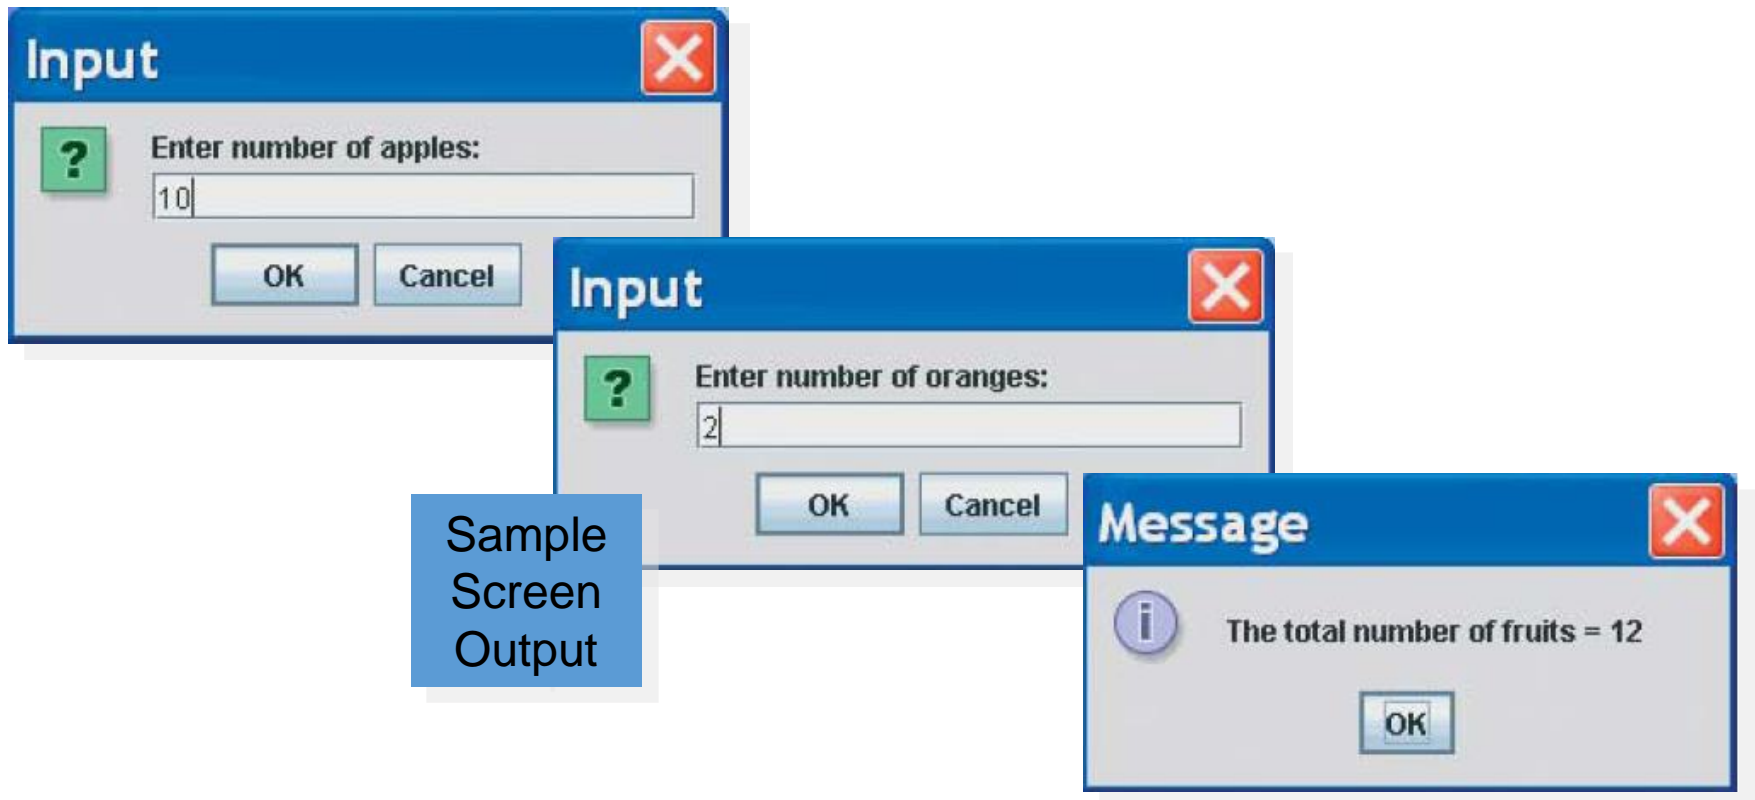 Input
?
Enter number of apples:
10
OK Cancel
Input
?
Enter number of oranges:
2
OK Cancel
Sample
Screen
Output
Message
i
The total number of fruits = 12
OK